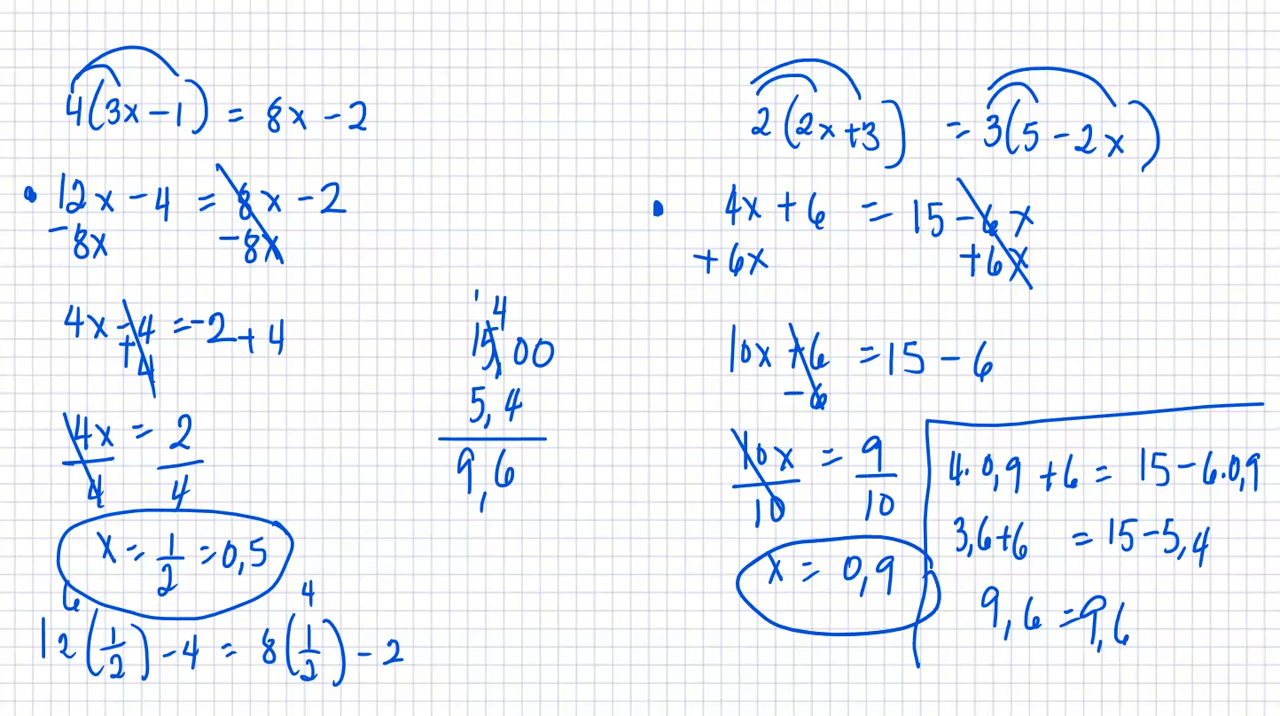 4(3x − 1) = 8x − 2
12x − 4 = 8x − 2
−8x −8x
4x − 4 = −2 + 4
+4
4x = 2
4 4
x = 1/2 = 0,5
6 4
12(1/2) − 4 = 8(1/2) − 2
1 4
15,00
5,4
9,6
2(2x + 3) = 3(5 − 2x)
4x + 6 = 15 − 6x
+6x +6x
10x + 6 = 15 − 6
−6
10x = 9
10 10
x = 0,9
4·0,9 + 6 = 15 − 6·0,9
3,6 + 6 = 15 − 5,4
9,6 = 9,6